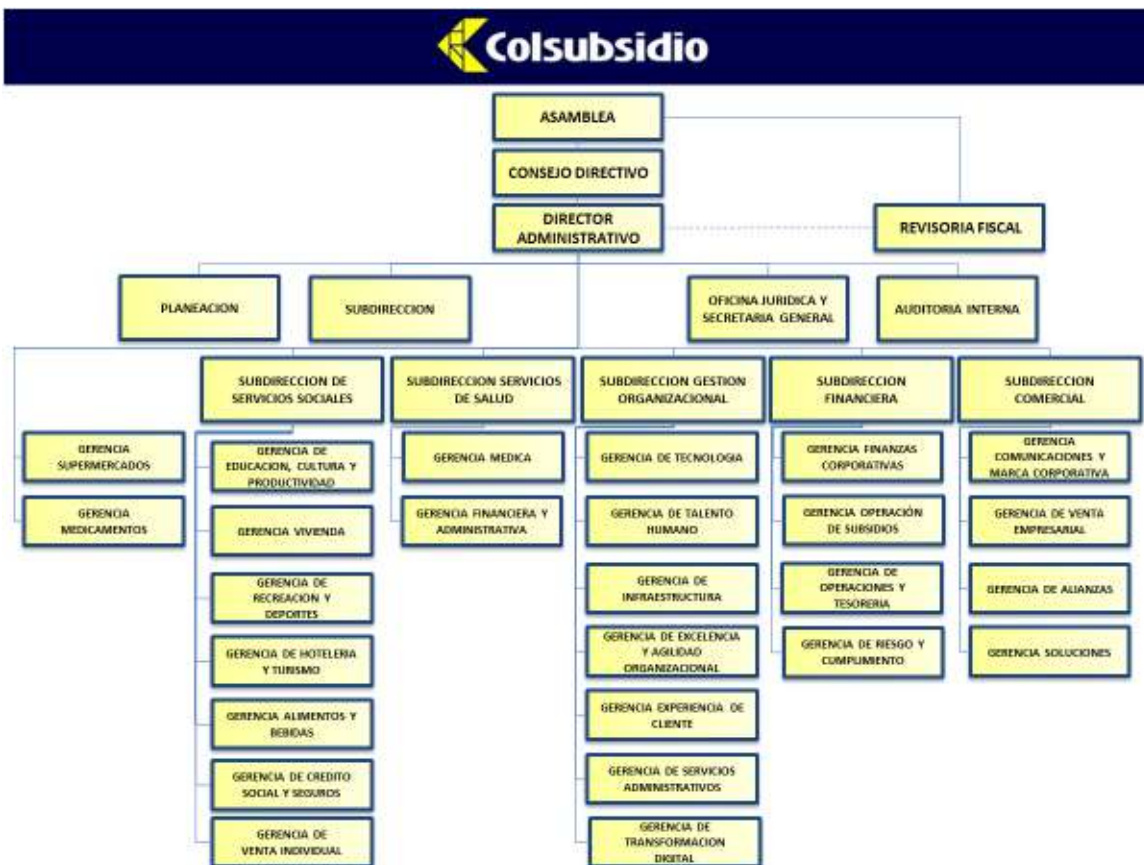 Colsubsidio
ASAMBLEA
CONSEJO DIRECTIVO
DIRECTOR
ADMINISTRATIVO
REVISORIA FISCAL
PLANEACION
SUBDIRECCION
OFICINA JURIDICA Y
SECRETARIA GENERAL
AUDITORIA INTERNA
SUBDIRECCION DE
SERVICIOS SOCIALES
SUBDIRECCION SERVICIOS
DE SALUD
SUBDIRECCION GESTION
ORGANIZACIONAL
SUBDIRECCION
FINANCIERA
SUBDIRECCION
COMERCIAL
GERENCIA
SUPERMERCADOS
GERENCIA
MEDICAMENTOS
GERENCIA DE
EDUCACION, CULTURA Y
PRODUCTIVIDAD
GERENCIA VIVIENDA
GERENCIA DE
RECREACION Y
DEPORTES
GERENCIA DE HOTELERIA
Y TURISMO
GERENCIA ALIMENTOS Y
BEBIDAS
GERENCIA DE CREDITO
SOCIAL Y SEGUROS
GERENCIA DE
VENTA INDIVIDUAL
GERENCIA MEDICA
GERENCIA FINANCIERA Y
ADMINISTRATIVA
GERENCIA DE TECNOLOGIA
GERENCIA DE TALENTO
HUMANO
GERENCIA DE
INFRAESTRUCTURA
GERENCIA DE EXCELENCIA
Y AGILIDAD
ORGANIZACIONAL
GERENCIA EXPERIENCIA DE
CLIENTE
GERENCIA DE SERVICIOS
ADMINISTRATIVOS
GERENCIA DE
TRANSFORMACION
DIGITAL
GERENCIA FINANZAS
CORPORATIVAS
GERENCIA OPERACIÓN
DE SUBSIDIOS
GERENCIA DE
OPERACIONES Y
TESORERIA
GERENCIA DE RIESGO Y
CUMPLIMIENTO
GERENCIA
COMUNICACIONES Y
MARCA CORPORATIVA
GERENCIA DE VENTA
EMPRESARIAL
GERENCIA DE ALIANZAS
GERENCIA SOLUCIONES